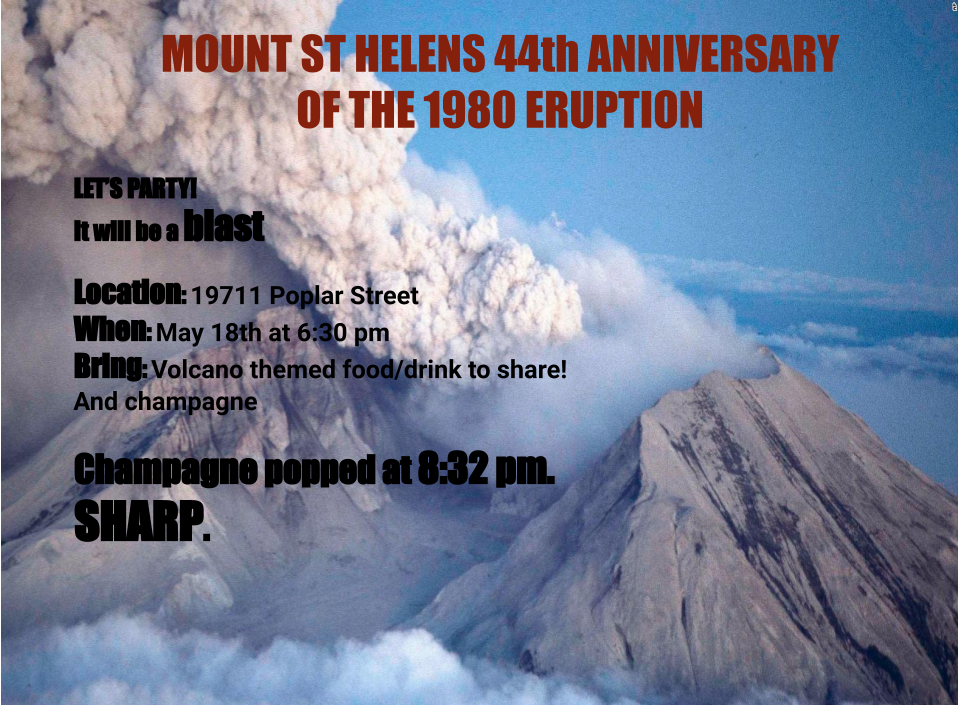 MOUNT ST HELENS 44th ANNIVERSARY
OF THE 1980 ERUPTION
LET'S PARTY!
It will be a blast
Location: 19711 Poplar Street
When: May 18th at 6:30 pm
Bring: Volcano themed food/drink to share!
And champagne
Champagne popped at 8:32 pm.
SHARP.